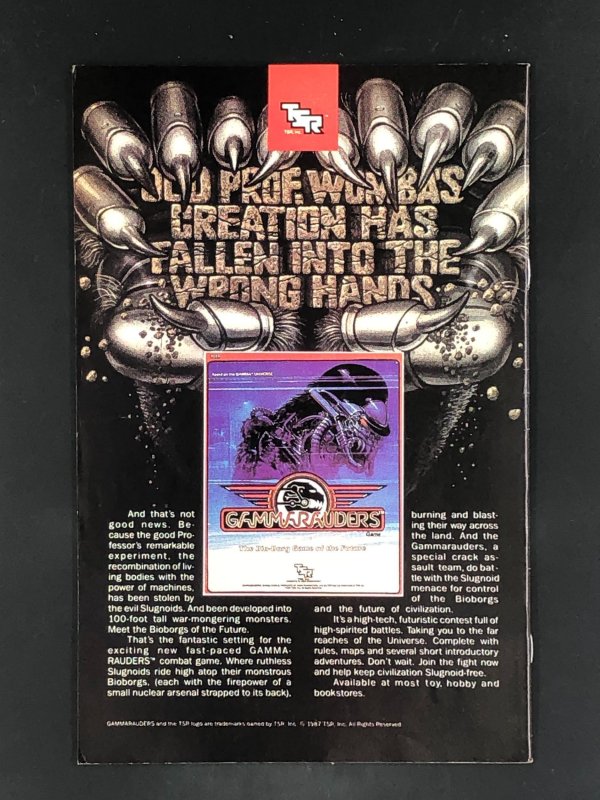 TSR
TSR, Inc.
OLD PROF. WOMBA'S
CREATION HAS
FALLEN INTO THE
WRONG HANDS.
GAMMARAUDERS
Game
The Bio-Borg Game of the Future
TSR
And that's not
good news. Be-
cause the good Pro-
fessor's remarkable
experiment, the
recombination of liv-
ing bodies with the
power of machines,
has been stolen by
the evil Slugnoids. And been developed into
100-foot tall war-mongering monsters.
Meet the Bioborgs of the Future.
That's the fantastic setting for the
exciting new fast-paced GAMMA-
RAUDERS™ combat game. Where ruthless
Slugnoids ride high atop their monstrous
Bioborgs, (each with the firepower of a
small nuclear arsenal strapped to its back),
burning and blast-
ing their way across
the land. And the
Gammarauders, a
special crack as-
sault team, do bat-
tle with the Slugnoid
menace for control
of the Bioborgs
and the future of civilization.
It's a high-tech, futuristic contest full of
high-spirited battles. Taking you to the far
reaches of the Universe. Complete with
rules, maps and several short introductory
adventures. Don't wait. Join the fight now
and help keep civilization Slugnoid-free.
Available at most toy, hobby and
bookstores.
GAMMARAUDERS and the TSR logo are trademarks owned by TSR, Inc. © 1987 TSR, Inc. All Rights Reserved.